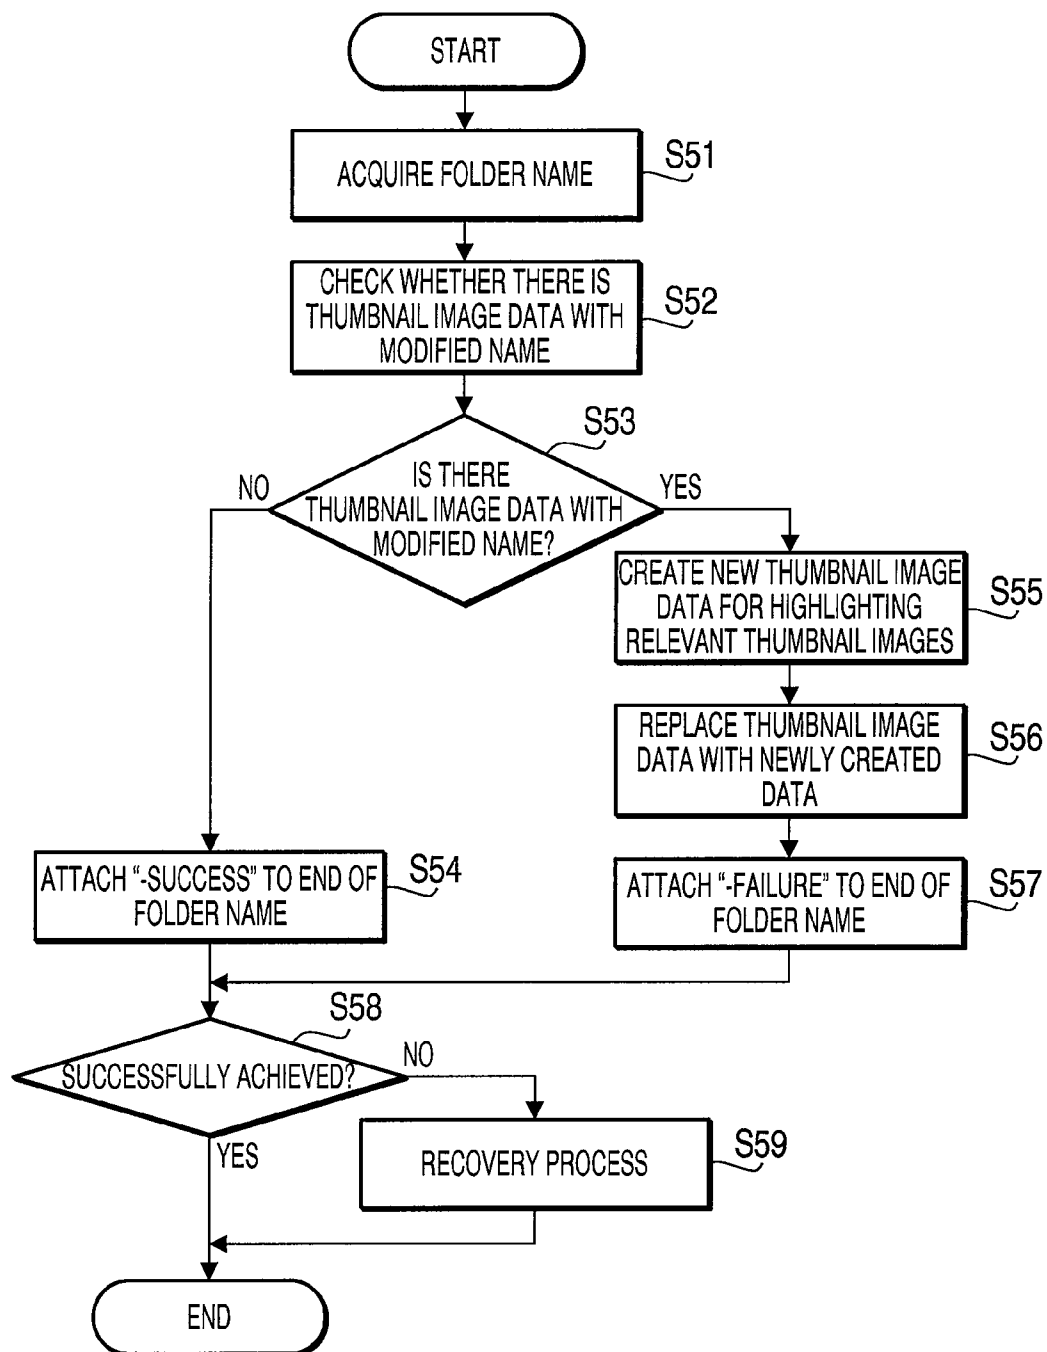 START
ACQUIRE FOLDER NAME
S51
CHECK WHETHER THERE IS
THUMBNAIL IMAGE DATA WITH
MODIFIED NAME
S52
S53
IS THERE
THUMBNAIL IMAGE DATA WITH
MODIFIED NAME?
NO
YES
CREATE NEW THUMBNAIL IMAGE
DATA FOR HIGHLIGHTING
RELEVANT THUMBNAIL IMAGES
S55
REPLACE THUMBNAIL IMAGE
DATA WITH NEWLY CREATED
DATA
S56
ATTACH “-SUCCESS” TO END OF
FOLDER NAME
S54
ATTACH “-FAILURE” TO END OF
FOLDER NAME
S57
S58
SUCCESSFULLY ACHIEVED?
NO
YES
RECOVERY PROCESS
S59
END